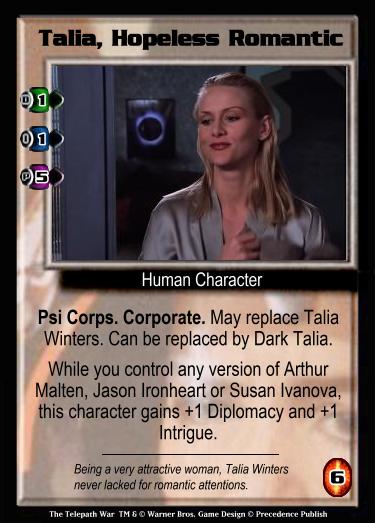 Talia, Hopeless Romantic
D 1
I 1
P 5
Human Character
Psi Corps. Corporate. May replace Talia
Winters. Can be replaced by Dark Talia.
While you control any version of Arthur
Malten, Jason Ironheart or Susan Ivanova,
this character gains +1 Diplomacy and +1
Intrigue.
Being a very attractive woman, Talia Winters
never lacked for romantic attentions.
6
The Telepath War TM & © Warner Bros. Game Design © Precedence Publish